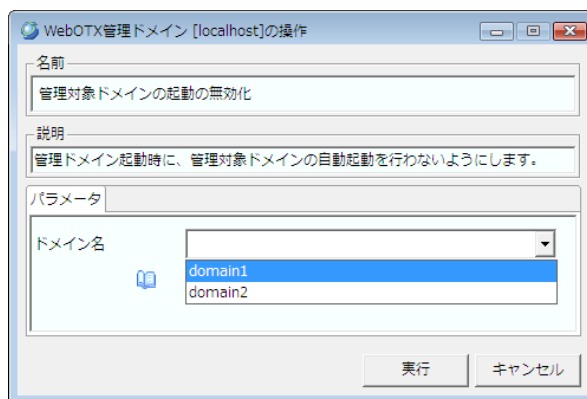 WebOTX管理ドメイン [localhost]の操作
名前
管理対象ドメインの起動の無効化
説明
管理ドメイン起動時に、管理対象ドメインの自動起動を行わないようにします。
パラメータ
ドメイン名
domain1
domain2
実行 キャンセル